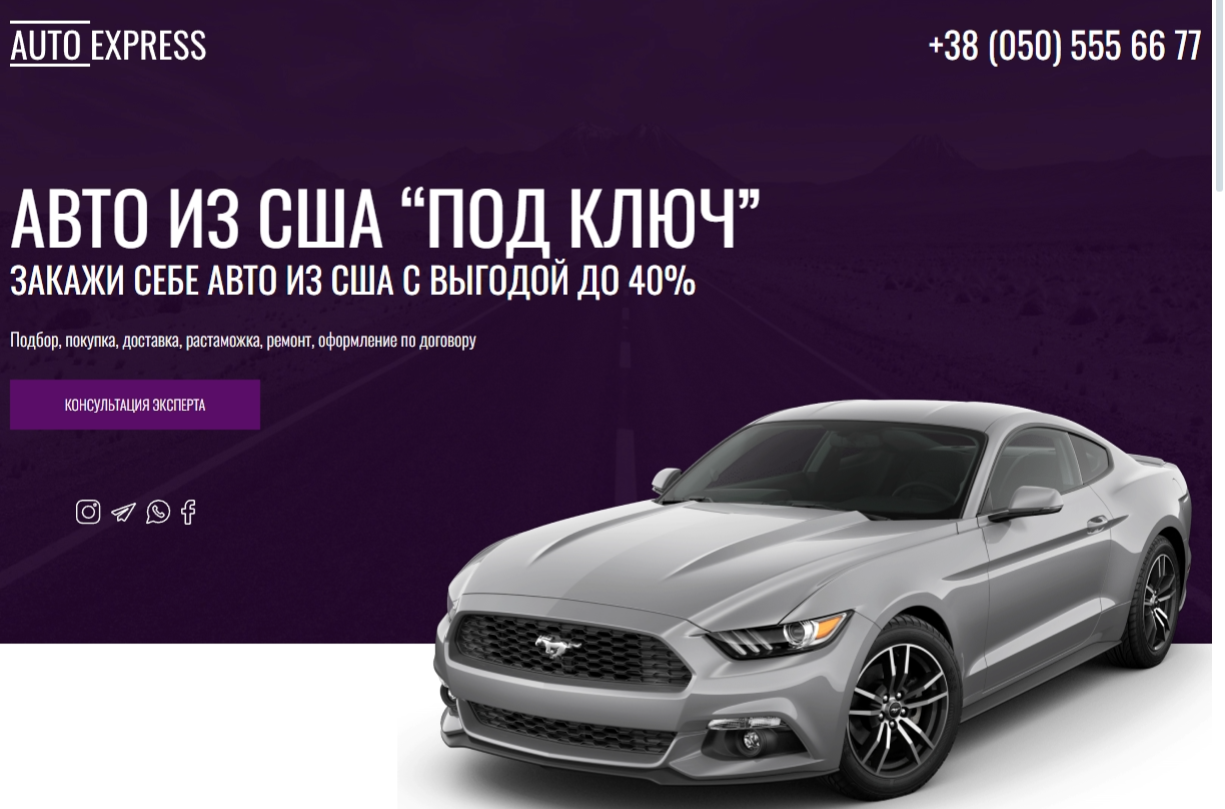 AUTO EXPRESS
+38 (050) 555 66 77
АВТО ИЗ США “ПОД КЛЮЧ”
ЗАКАЖИ СЕБЕ АВТО ИЗ США С ВЫГОДОЙ ДО 40%
Подбор, покупка, доставка, растаможка, ремонт, оформление по договору
КОНСУЛЬТАЦИЯ ЭКСПЕРТА